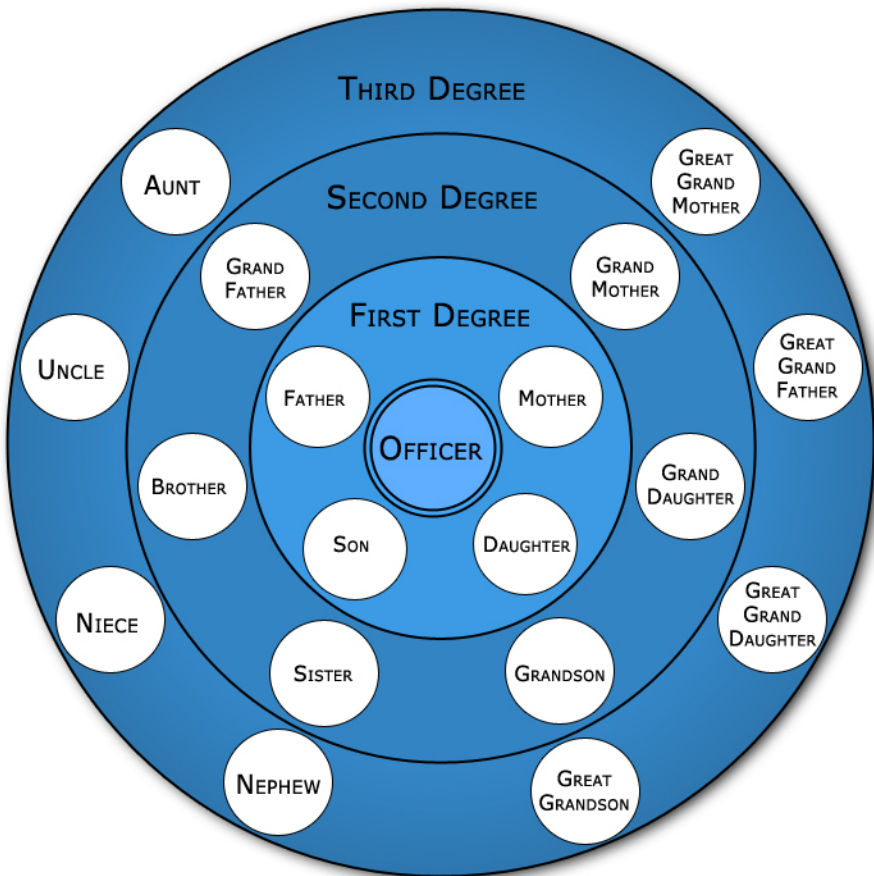 THIRD DEGREE
AUNT
GREAT
GRAND
MOTHER
SECOND DEGREE
GRAND
FATHER
GRAND
MOTHER
FIRST DEGREE
UNCLE
GREAT
GRAND
FATHER
FATHER
MOTHER
OFFICER
BROTHER
GRAND
DAUGHTER
SON
DAUGHTER
NIECE
GREAT
GRAND
DAUGHTER
SISTER
GRANDSON
NEPHEW
GREAT
GRANDSON